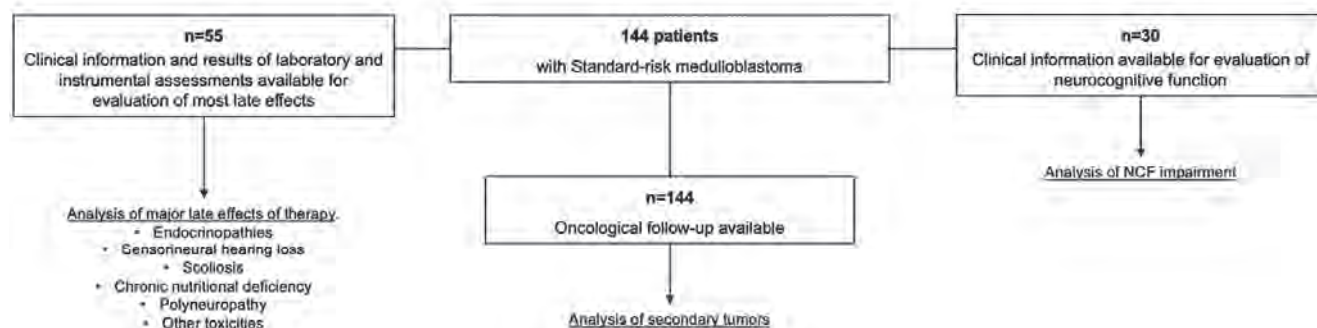 n=55
Clinical information and results of laboratory and
instrumental assessments available for
evaluation of most late effects
Analysis of major late effects of therapy.
• Endocrinopathies
• Sensorineural hearing loss
• Scoliosis
• Chronic nutritional deficiency
• Polyneuropathy
• Other toxicities
144 patients
with Standard-risk medulloblastoma
n=144
Oncological follow-up available
Analysis of secondary tumors
n=30
Clinical information available for evaluation of
neurocognitive function
Analysis of NCF impairment